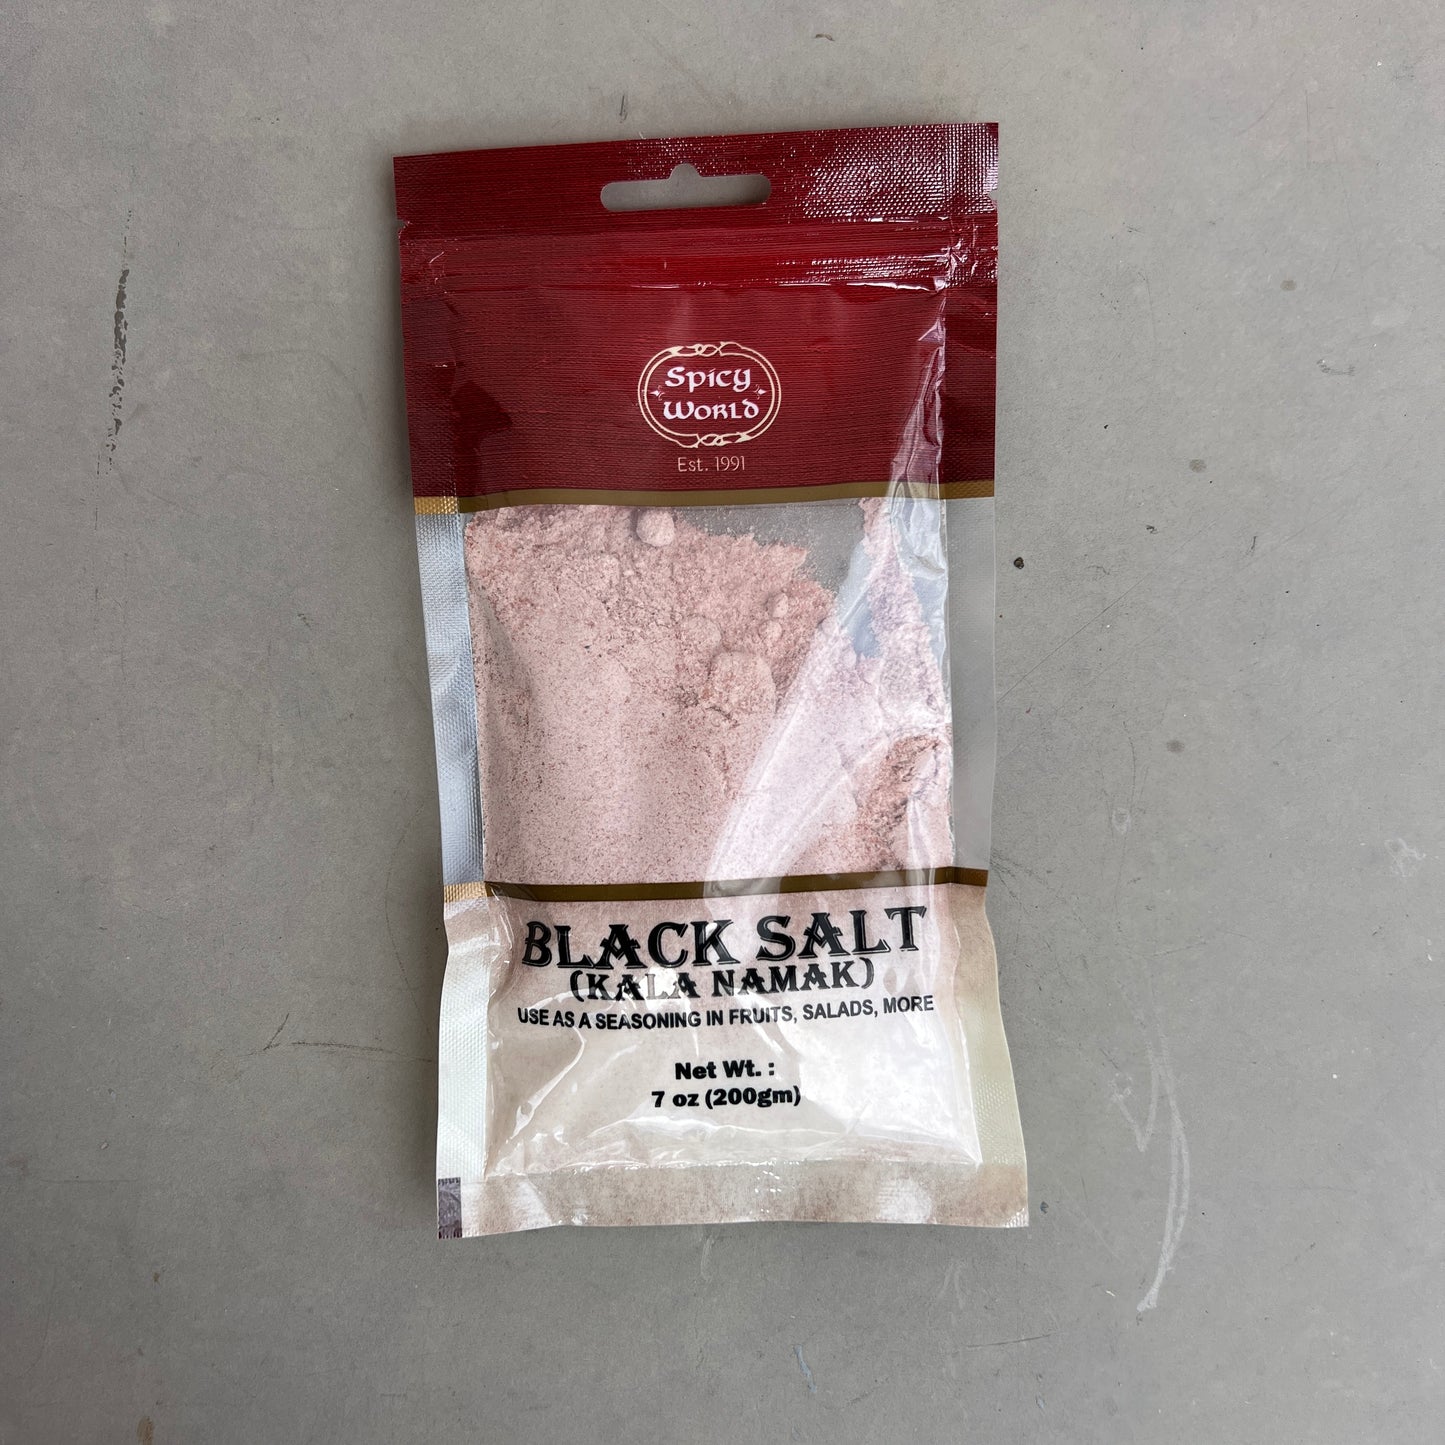 Spicy
World
Est. 1991
BLACK SALT
(KALA NAMAK)
USE AS A SEASONING IN FRUITS, SALADS, MORE
Net Wt. :
7 oz (200gm)